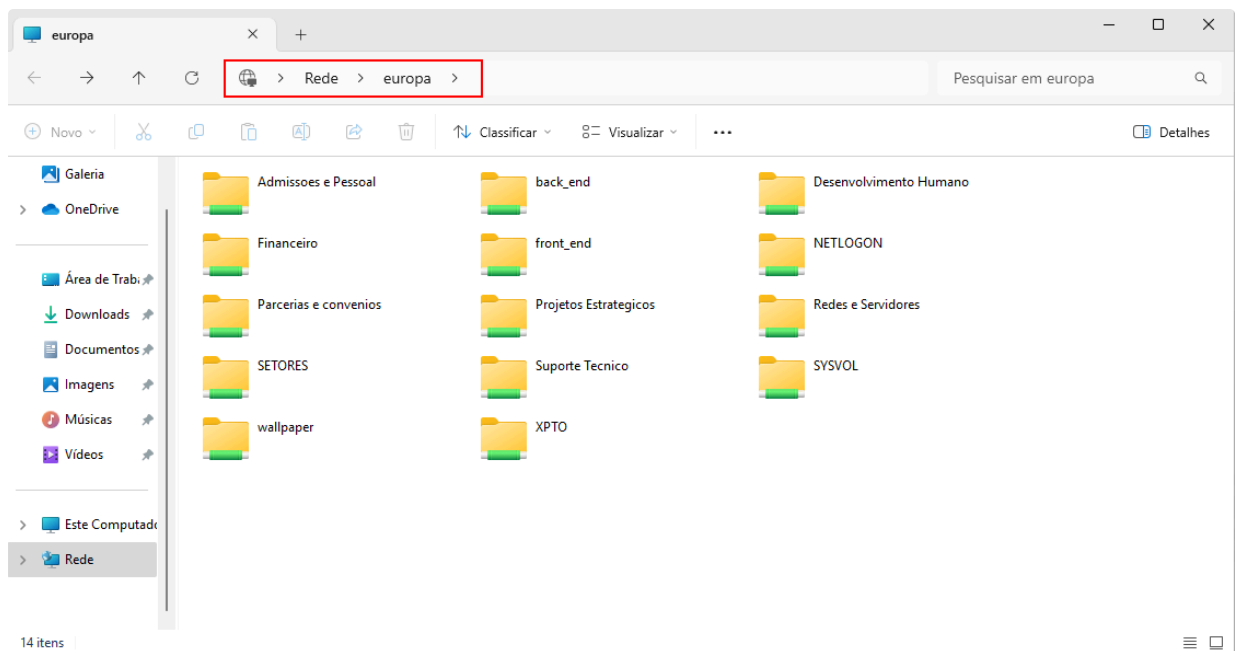 europa
Rede > europa >
Pesquisar em europa
Novo
Classificar
Visualizar
Detalhes
Galeria
OneDrive
Área de Trab
Downloads
Documentos
Imagens
Músicas
Vídeos
Este Computad
Rede
Admissoes e Pessoal
back_end
Desenvolvimento Humano
Financeiro
front_end
NETLOGON
Parcerias e convenios
Projetos Estrategicos
Redes e Servidores
SETORES
Suporte Tecnico
SYSVOL
wallpaper
XPTO
14 itens